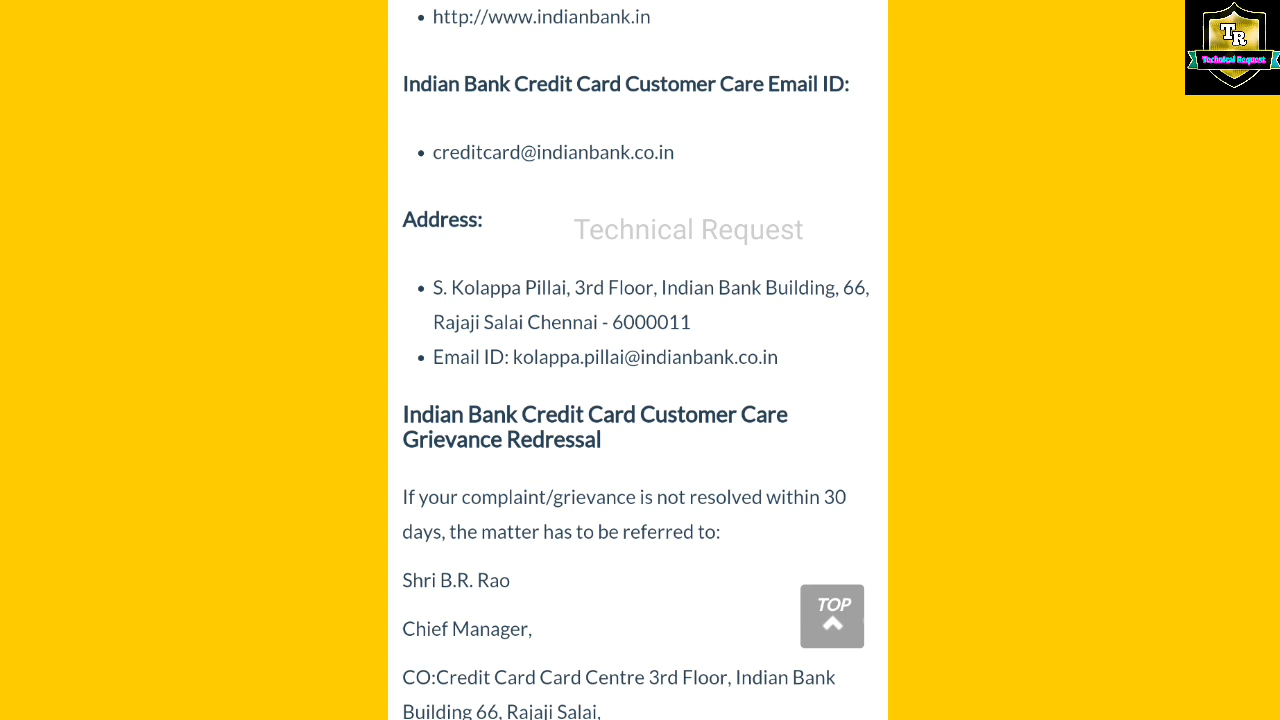 http://www.indianbank.in
TR
Technical Request
Indian Bank Credit Card Customer Care Email ID:
creditcard@indianbank.co.in
Address:
Technical Request
S. Kolappa Pillai, 3rd Floor, Indian Bank Building, 66,
Rajaji Salai Chennai - 6000011
Email ID: kolappa.pillai@indianbank.co.in
Indian Bank Credit Card Customer Care
Grievance Redressal
If your complaint/grievance is not resolved within 30
days, the matter has to be referred to:
Shri B.R. Rao
TOP
Chief Manager,
CO:Credit Card Card Centre 3rd Floor, Indian Bank
Building 66, Rajaji Salai,